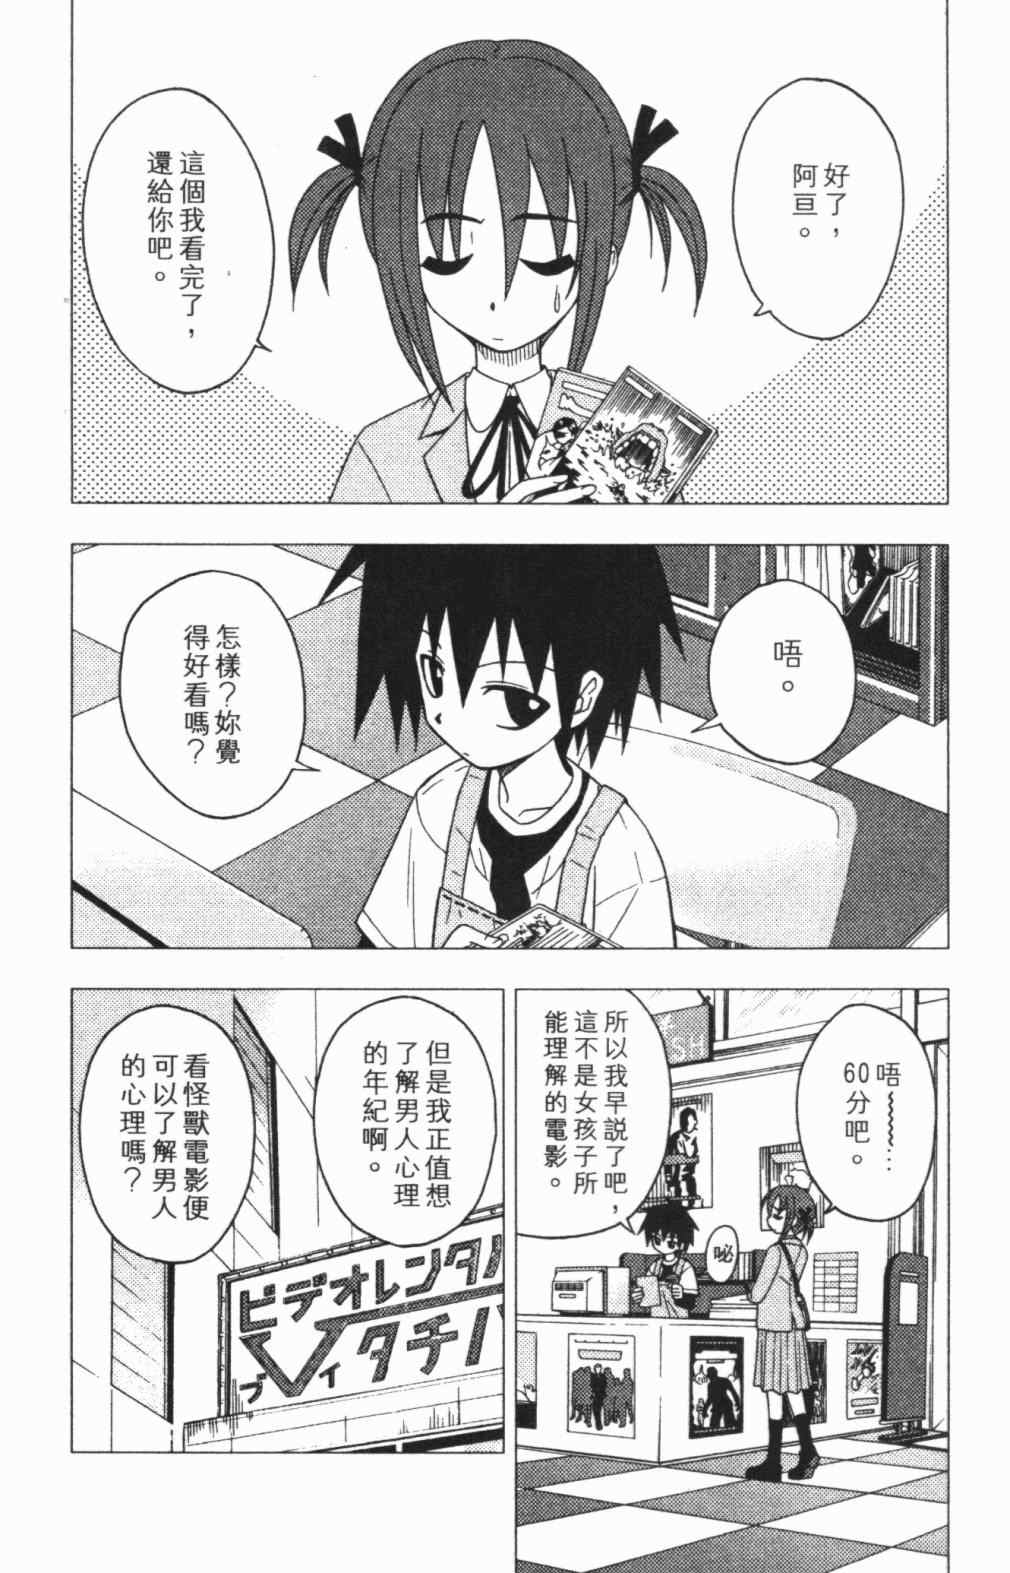 好了，
阿亘。
這個我看完了，
還給你吧。
唔。
怎樣？妳覺
得好看嗎？
唔~~~……
60分吧。
所以我早說了吧，
這不是女孩子所
能理解的電影。
咇
但是我正值想
了解男人心理
的年紀啊。
看怪獸電影便
可以了解男人
的心理嗎？
ビデオレンタル
Vイ
ブ
タチバ
SH